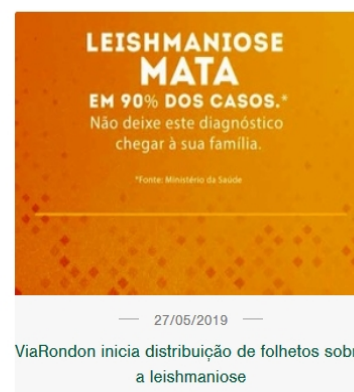 LEISHMANIOSE
MATA
EM 90% DOS CASOS.*
Não deixe este diagnóstico
chegar à sua família.
*Fonte: Ministério da Saúde
27/05/2019
ViaRondon inicia distribuição de folhetos sobr
a leishmaniose